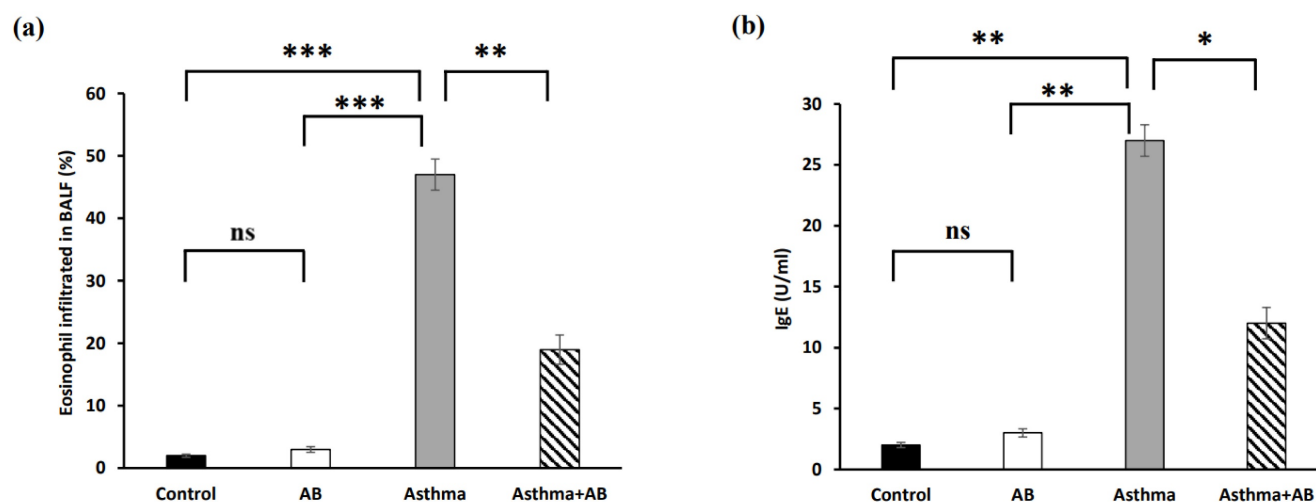 (a)
*** **
***
ns
Eosinophil infiltrated in BALF (%)
60
50
40
30
20
10
0
Control AB Asthma Asthma+AB
(b)
** *
**
ns
IgE (U/ml)
30
25
20
15
10
5
0
Control AB Asthma Asthma+AB